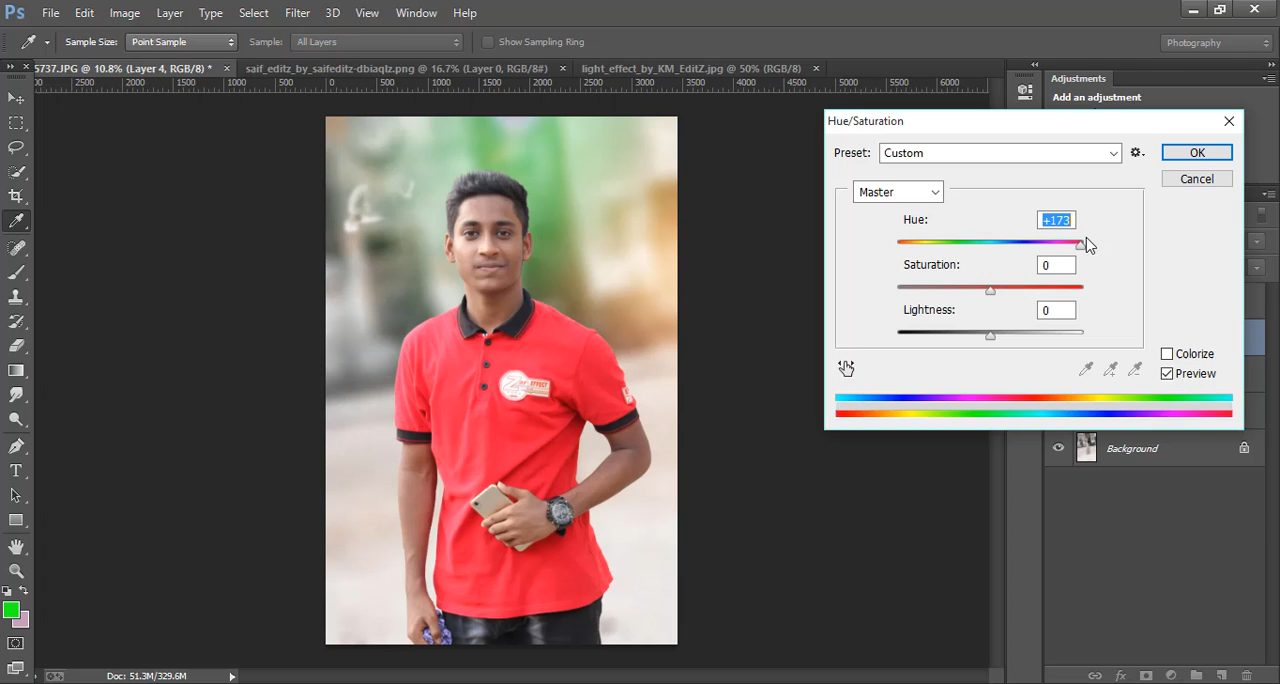 Ps File Edit Image Layer Type Select Filter 3D View Window Help
Sample Size: Point Sample Sample: All Layers Show Sampling Ring Photography
5737.JPG @ 10.8% (Layer 4, RGB/8) * × saif_editz_by_saifeditz-dbiaqlz.png @ 16.7% (Layer 0, RGB/8#) × light_effect_by_KM_EditZ.jpg @ 50% (RGB/8) ×
2500 2000 1500 1000 500 0 500 1000 1500 2000 2500 3000 3500 4000 4500 5000 5500 6000
Adjustments
Add an adjustment
Hue/Saturation
Preset: Custom OK
Cancel
Master
Hue: +173
Saturation: 0
Lightness: 0
Colorize
Preview
EFFECT
Background
T
Doc: 51.3M/329.6M
fx